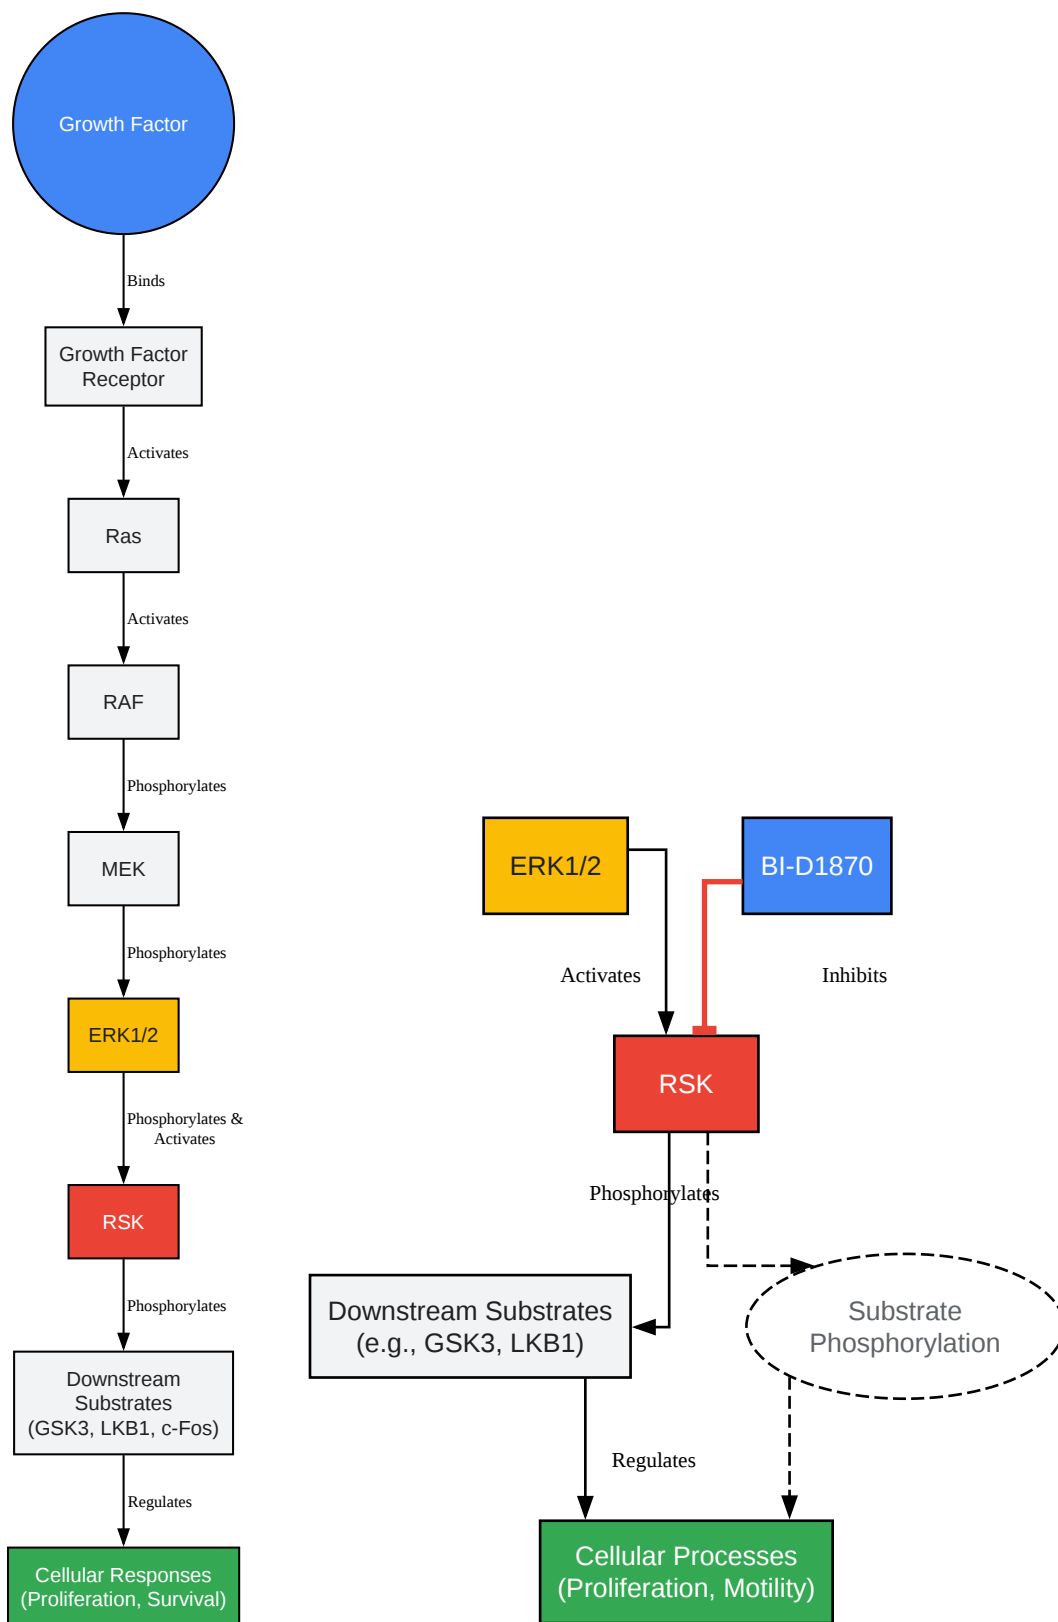 Growth Factor
Binds
Growth Factor
Receptor
Activates
Ras
Activates
RAF
Phosphorylates
MEK
Phosphorylates
ERK1/2
Phosphorylates &
Activates
RSK
Phosphorylates
Downstream
Substrates
(GSK3, LKB1, c-Fos)
Regulates
Cellular Responses
(Proliferation, Survival)
ERK1/2
BI-D1870
Activates
Inhibits
RSK
Phosphorylates
Downstream Substrates
(e.g., GSK3, LKB1)
Substrate
Phosphorylation
Regulates
Cellular Processes
(Proliferation, Motility)